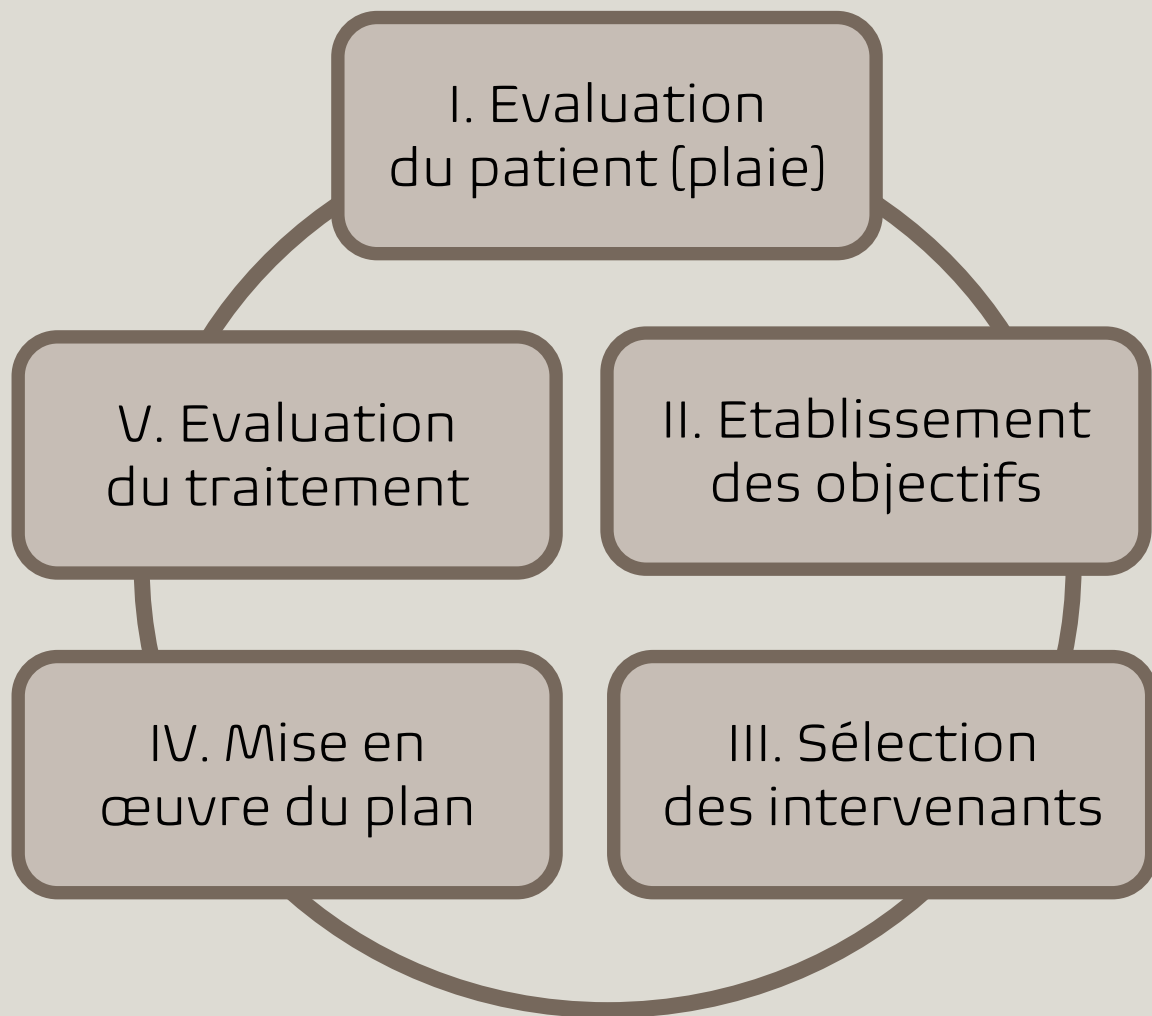 I. Evaluation
du patient (plaie)
II. Etablissement
des objectifs
III. Sélection
des intervenants
IV. Mise en
œuvre du plan
V. Evaluation
du traitement